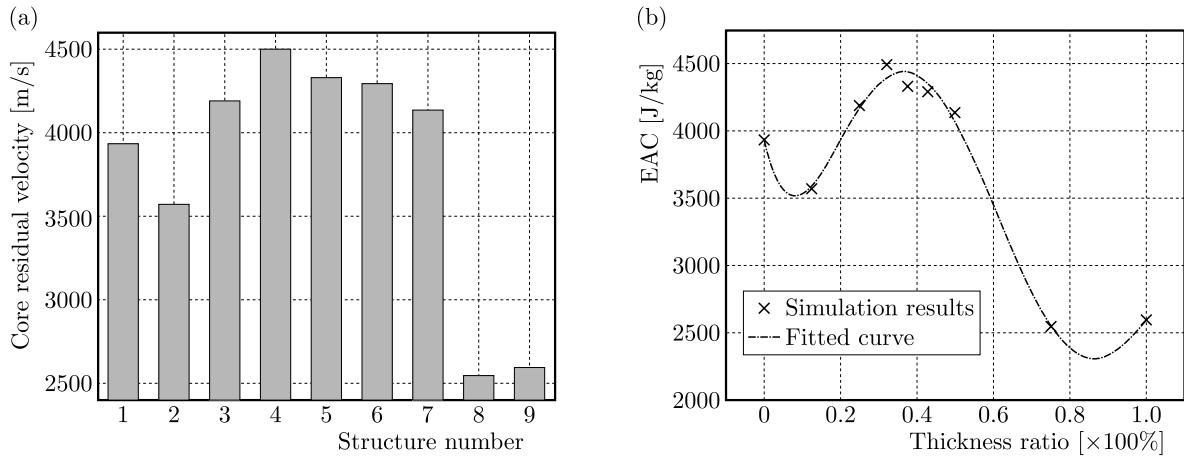 (a)
Core residual velocity [m/s]
4500
4000
3500
3000
2500
1 2 3 4 5 6 7 8 9
Structure number
(b)
EAC [J/kg]
4500
4000
3500
3000
2500
2000
× Simulation results
Fitted curve
0 0.2 0.4 0.6 0.8 1.0
Thickness ratio [×100%]